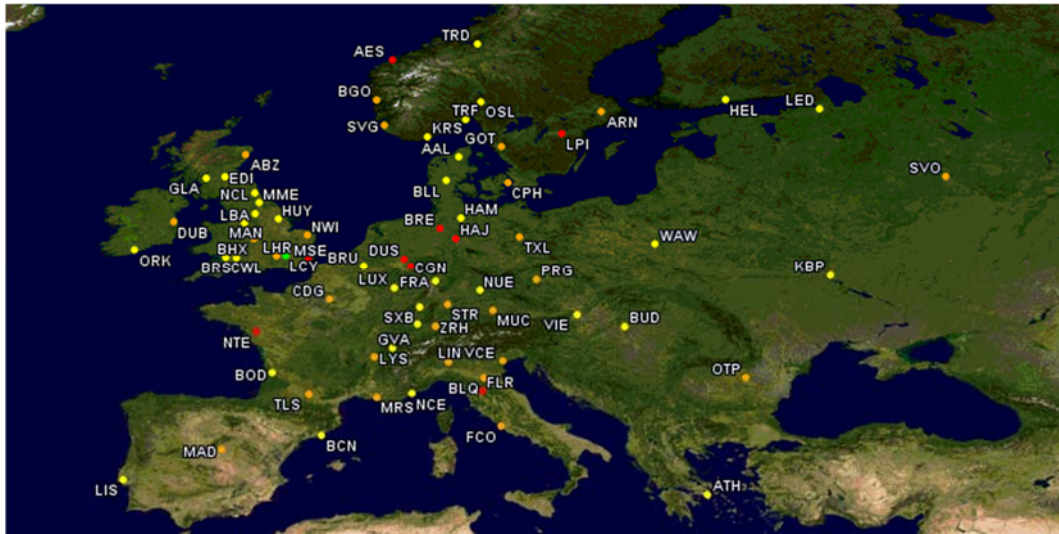 TRD
AES
BGO
TRF OSL
HEL
LED
SVG
KRS
GOT
ARN
AAL
LPI
ABZ
SVO
GLA
EDI
BLL
CPH
NCL MME
LBA HUY
HAM
DUB
MAN
NWI
BRE
HAJ
TXL
WAW
ORK
BHX
LHR MSE
BRU
DUS
BRSCWL
LCY
CGN
PRG
KBP
LUX FRA
NUE
CDG
SXB
STR
MUC
VIE
BUD
NTE
ZRH
GVA
LYS
LIN VCE
BOD
OTP
TLS
MRS NCE
BLQ FLR
FCO
BCN
MAD
LIS
ATH